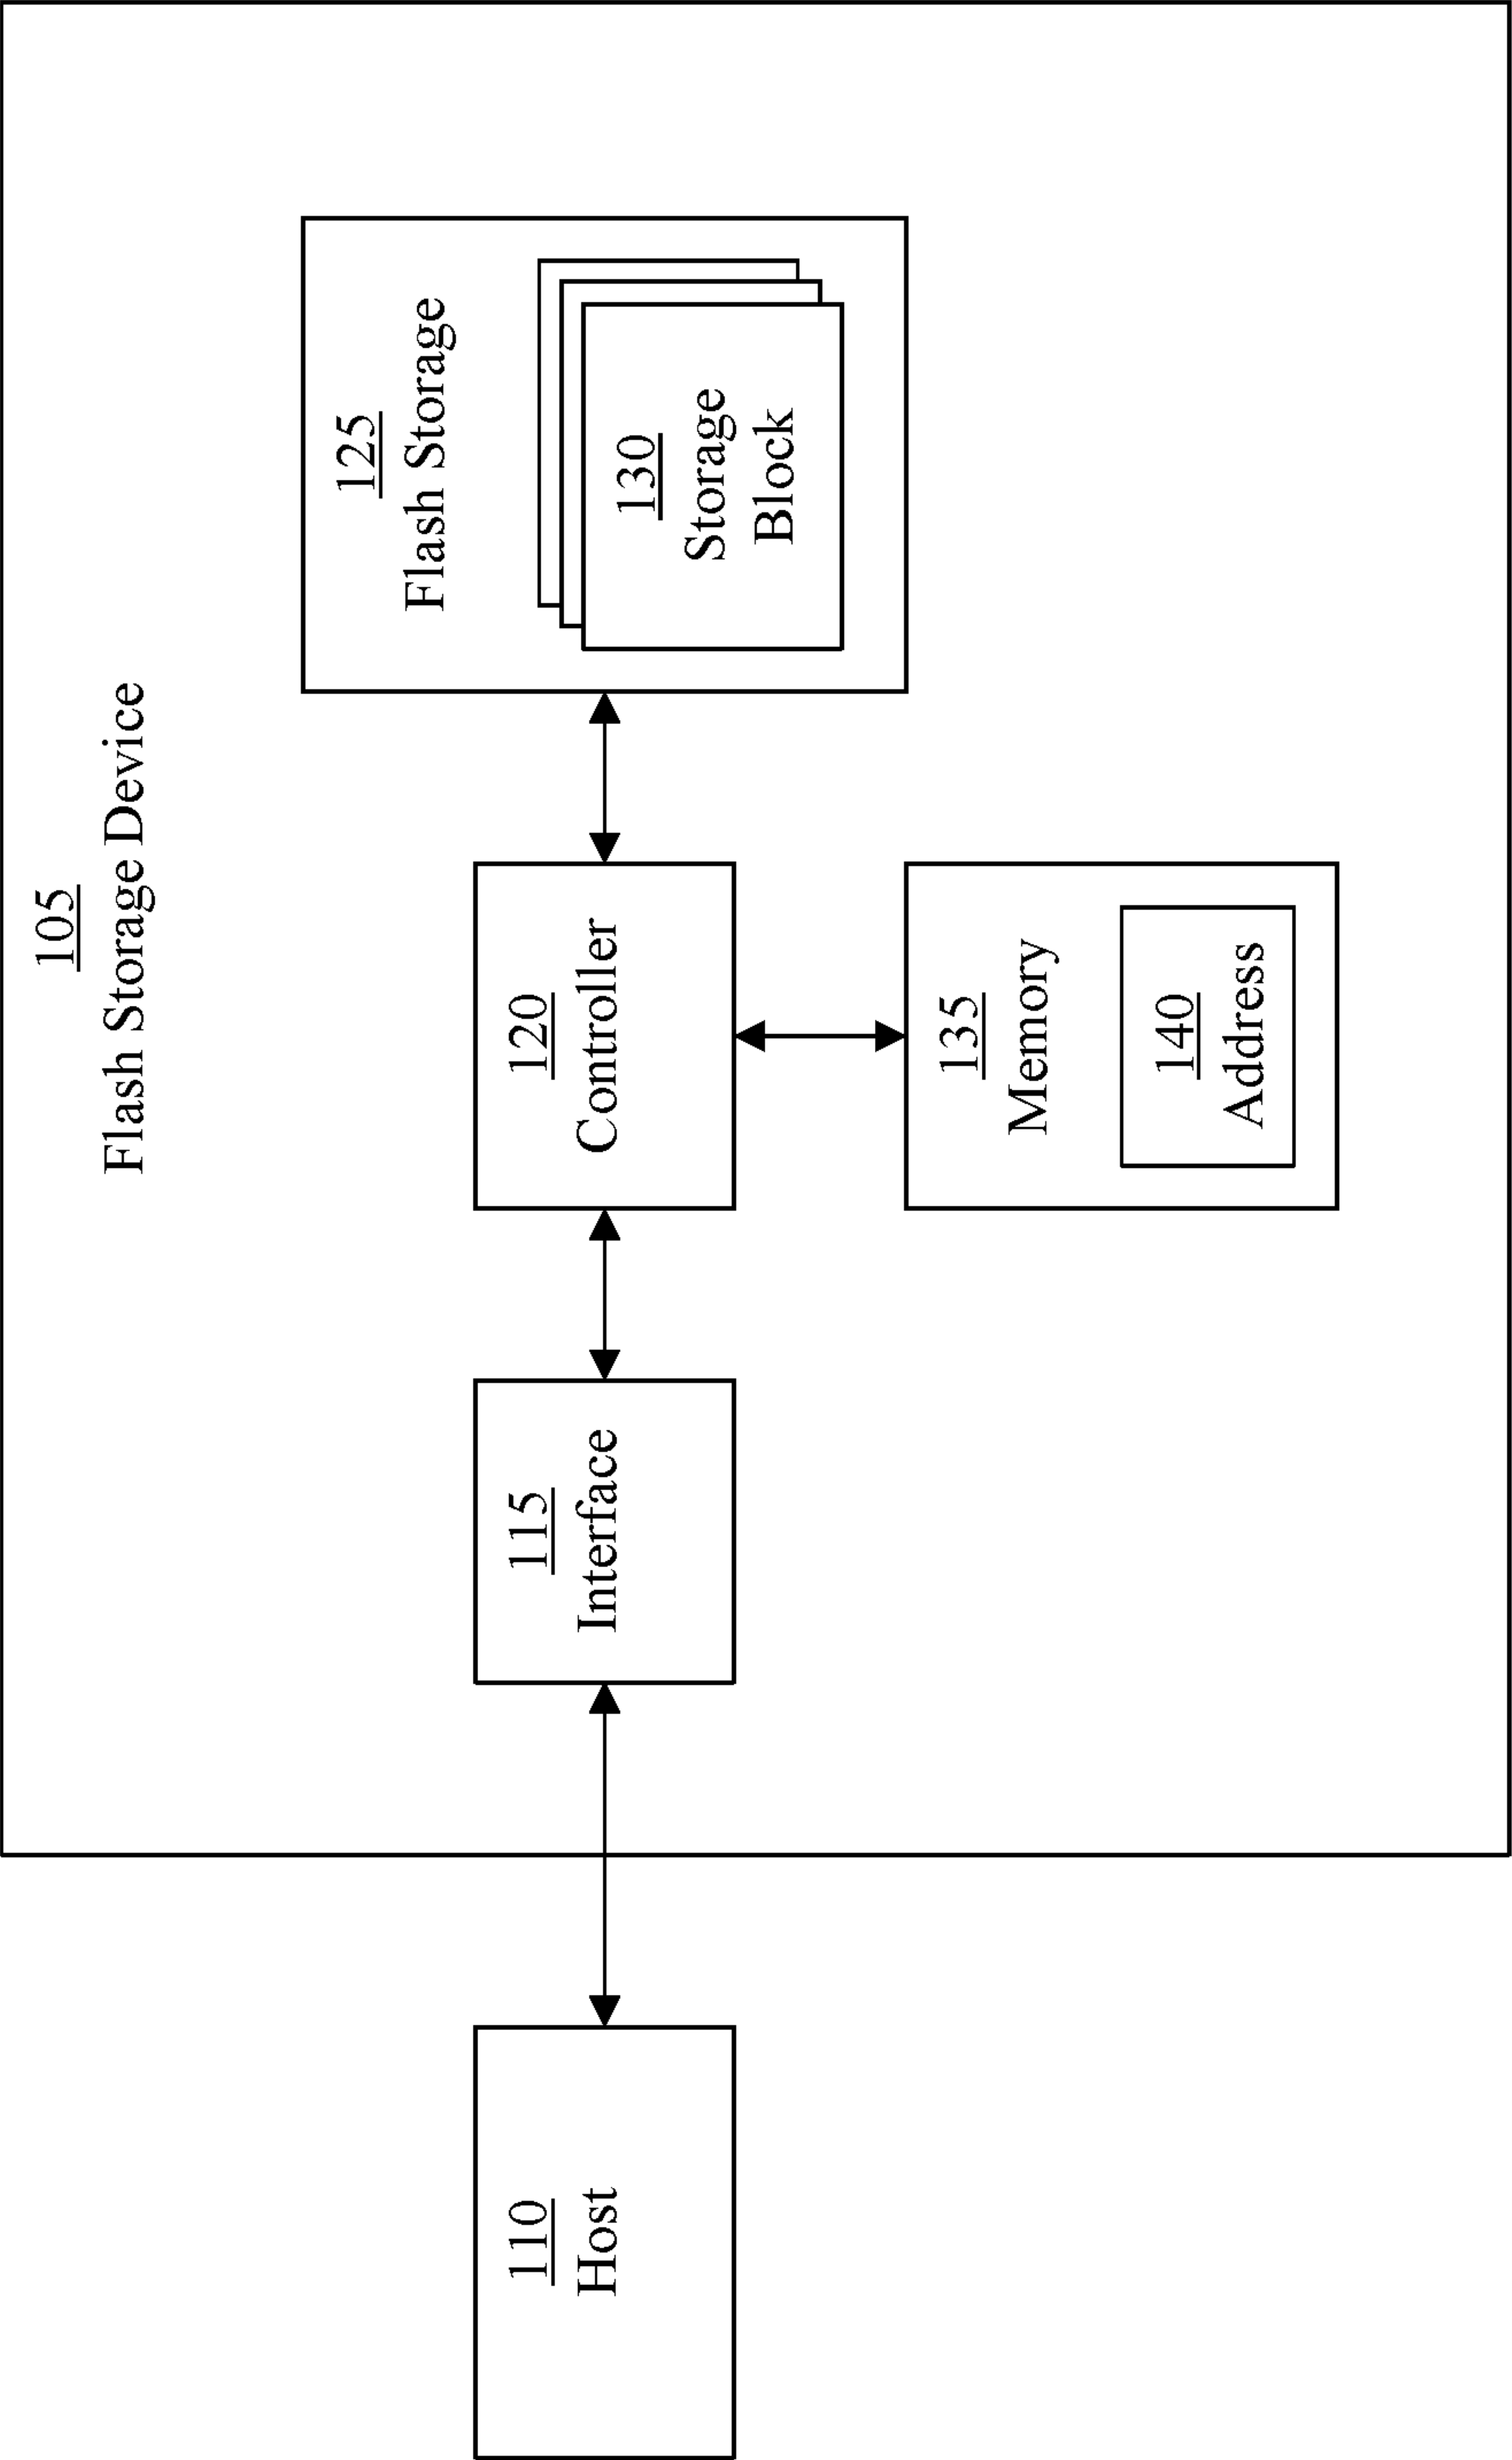 105
Flash Storage Device
110
Host
115
Interface
120
Controller
125
Flash Storage
130
Storage
Block
135
Memory
140
Address